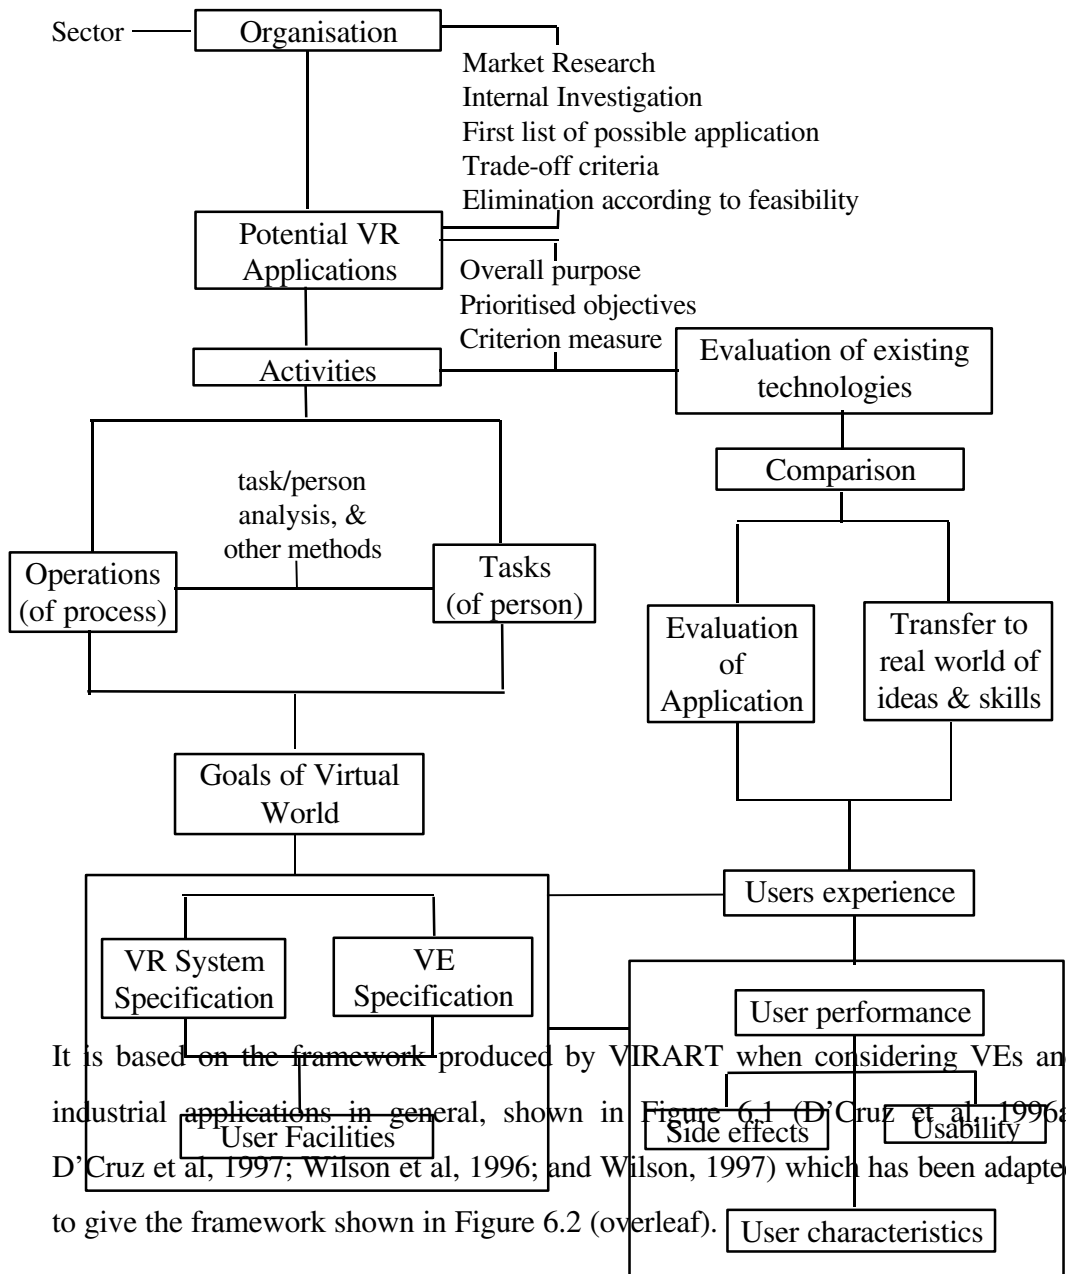 Sector
Organisation
Market Research
Internal Investigation
First list of possible application
Trade-off criteria
Elimination according to feasibility
Potential VR
Applications
Overall purpose
Prioritised objectives
Criterion measure
Activities
Evaluation of existing
technologies
Comparison
task/person
analysis, &
other methods
Operations
(of process)
Tasks
(of person)
Evaluation
of
Application
Transfer to
real world of
ideas & skills
Goals of Virtual
World
Users experience
VR System
Specification
VE
Specification
User Facilities
User performance
Side effects
Usability
User characteristics
It is based on the framework produced by VIRART when considering VEs an
industrial applications in general, shown in Figure 6.1 (D'Cruz et al, 1996a
D'Cruz et al, 1997; Wilson et al, 1996; and Wilson, 1997) which has been adapte
to give the framework shown in Figure 6.2 (overleaf).